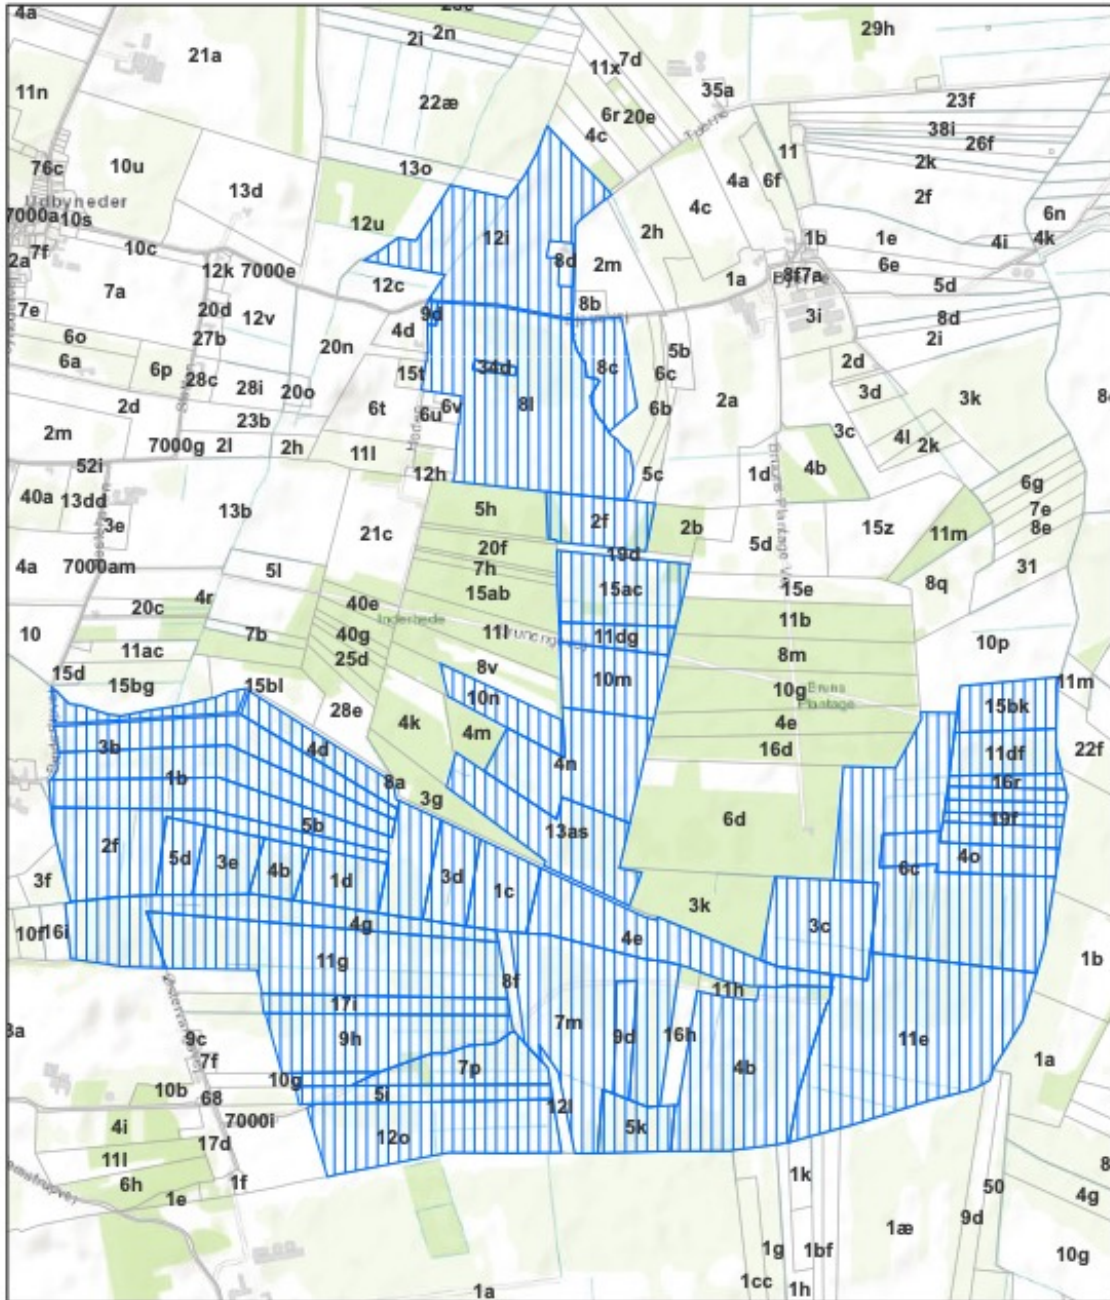 4a
2n
2i
29h
21a
7d
11x
35a
11n
22æ
6r
20e
23f
4c
38i
26f
76c
10u
13o
2k
11
6f
4a
13d
2f
4c
Udbyneder
7000a
10s
12u
2h
6n
10c
12i
1b
1e
4i
4k
7f
2a
8d
2m
6e
12k
7000e
1a
8f
7a
Bjerre
5d
7a
12c
7e
20d
12v
9d
8b
3i
8d
6o
27b
4d
2i
20n
5b
6a
6p
28c
15t
34d
8c
6c
2d
28i
20o
3d
3k
2d
6t
6u
6v
8l
6b
2a
23b
3c
4l
2k
2m
7000g
2l
2h
11l
12h
5c
1d
4b
52i
40a
13dd
3e
13b
21c
5h
2f
2b
5d
15z
11m
6g
7e
8e
20f
19d
4a
7000am
5l
7h
15ac
31
15ab
15e
8q
4r
40e
Inderhede
11b
20c
10
7b
40g
11l
11dg
11ac
25d
8m
10p
15d
15bg
15bl
8v
10m
10g
Bruns
Plantage
11m
10n
28e
4k
4m
4e
15bk
3b
4d
16d
11df
22f
4n
1b
8a
3g
16r
5b
13as
6d
19f
2f
5d
3e
4b
1d
3d
1c
6c
4o
3f
3k
3c
10f
16i
4g
4e
11g
8f
11h
1b
17i
7m
3a
9c
9h
9d
16h
11e
7f
7p
4b
1a
10b
10g
5i
68
12l
4i
7000i
12o
5k
17d
11l
6h
1f
1k
50
1e
4g
9d
1æ
1g
1bf
10g
1a
1cc
1h